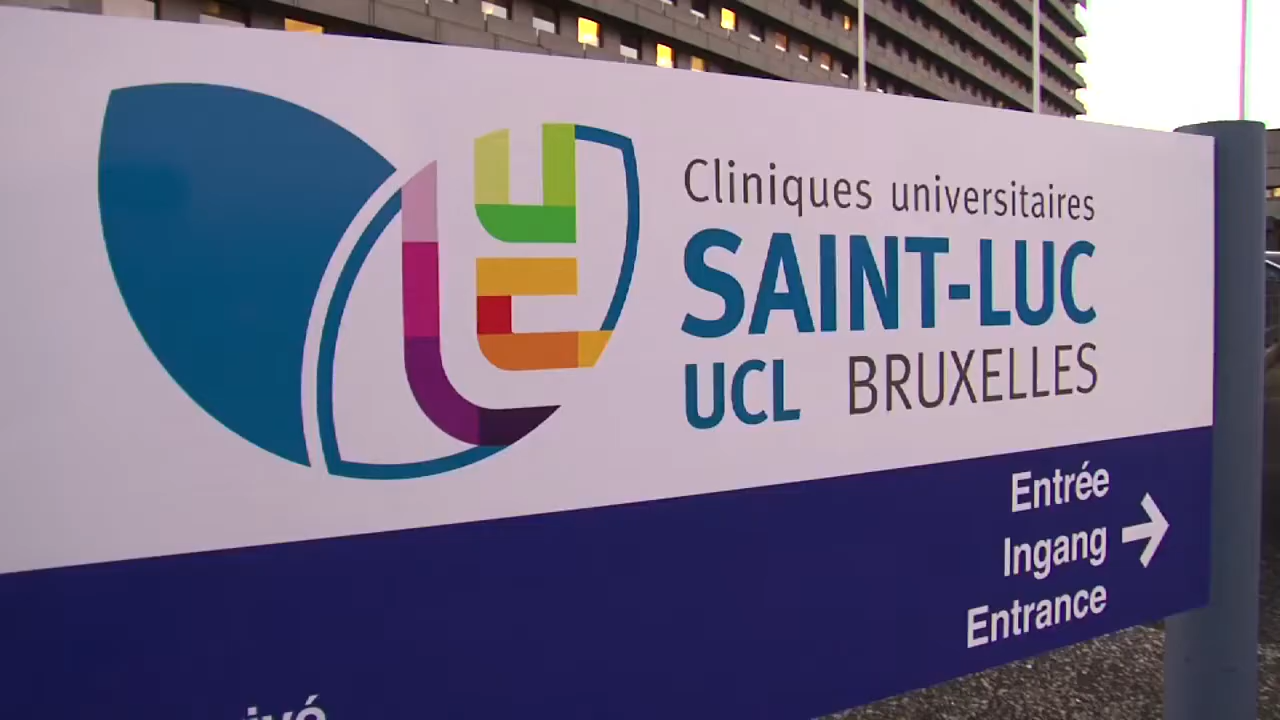 Cliniques universitaires
SAINT-LUC
UCL BRUXELLES
Entrée
Ingang
Entrance